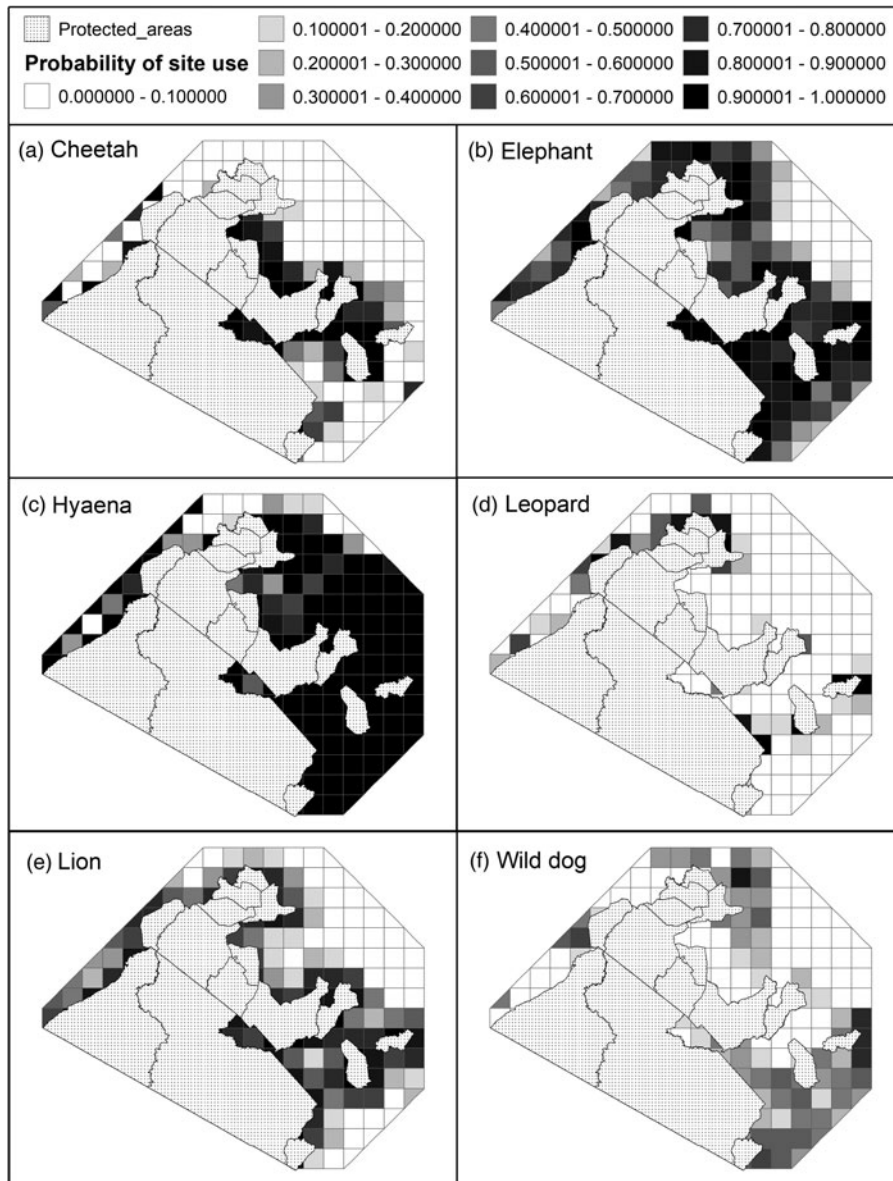 Protected_areas
Probability of site use
0.000000 - 0.100000
0.100001 - 0.200000
0.200001 - 0.300000
0.300001 - 0.400000
0.400001 - 0.500000
0.500001 - 0.600000
0.600001 - 0.700000
0.700001 - 0.800000
0.800001 - 0.900000
0.900001 - 1.000000
(a) Cheetah
(b) Elephant
(c) Hyaena
(d) Leopard
(e) Lion
(f) Wild dog